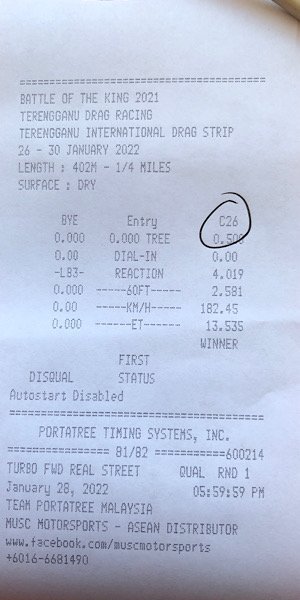 ====================================
BATTLE OF THE KING 2021
TERENGGANU DRAG RACING
TERENGGANU INTERNATIONAL DRAG STRIP
26 - 30 JANUARY 2022
LENGTH : 402M - 1/4 MILES
SURFACE : DRY
BYE Entry C26
0.000 0.000 TREE 0.500
0.00 DIAL-IN 0.00
-LB3- REACTION 4.019
0.000 ------60FT------ 2.581
0.00 ------KM/H------ 182.45
0.000 ------ET------ 13.535
WINNER
FIRST
DISQUAL STATUS
Autostart Disabled
====================================
PORTATREE TIMING SYSTEMS, INC.
=============== 81/82 ===========600214
TURBO FWD REAL STREET QUAL RND 1
January 28, 2022 05:59:59 PM
TEAM PORTATREE MALAYSIA
MUSC MOTORSPORTS - ASEAN DISTRIBUTOR
www.facebook.com/muscmotorsports
+6016-6681490